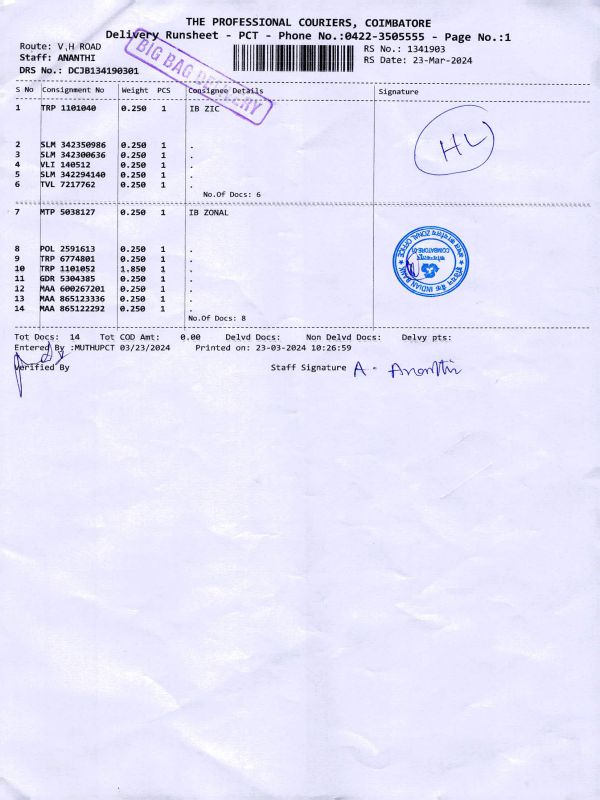 THE PROFESSIONAL COURIERS, COIMBATORE
Delivery Runsheet - PCT - Phone No.:0422-3505555 - Page No.:1
Route: V,H ROAD
RS No.: 1341903
Staff: ANANTHI
RS Date: 23-Mar-2024
DRS No.: DCJB134190301
BIG BAG DELIVERY
S No Consignment No Weight PCS Consignee Details Signature
1 TRP 1101040 0.250 1 IB ZIC
HL
2 SLM 342350986 0.250 1 .
3 SLM 342300636 0.250 1 .
4 VLI 140512 0.250 1 .
5 SLM 342294140 0.250 1 .
6 TVL 7217762 0.250 1 .
No.Of Docs: 6
7 MTP 5038127 0.250 1 IB ZONAL
8 POL 2591613 0.250 1 .
9 TRP 6774801 0.250 1 .
10 TRP 1101052 1.850 1 .
11 GDR 5304385 0.250 1 .
12 MAA 600267201 0.250 1 .
13 MAA 865123336 0.250 1 .
14 MAA 865122292 0.250 1 .
No.Of Docs: 8
INDIAN BANK
ZONAL OFFICE
COIMBATORE
Tot Docs: 14 Tot COD Amt: 0.00 Delvd Docs: Non Delvd Docs: Delvy pts:
Entered By :MUTHUPCT 03/23/2024 Printed on: 23-03-2024 10:26:59
Verified By
Staff Signature A. Ananthi